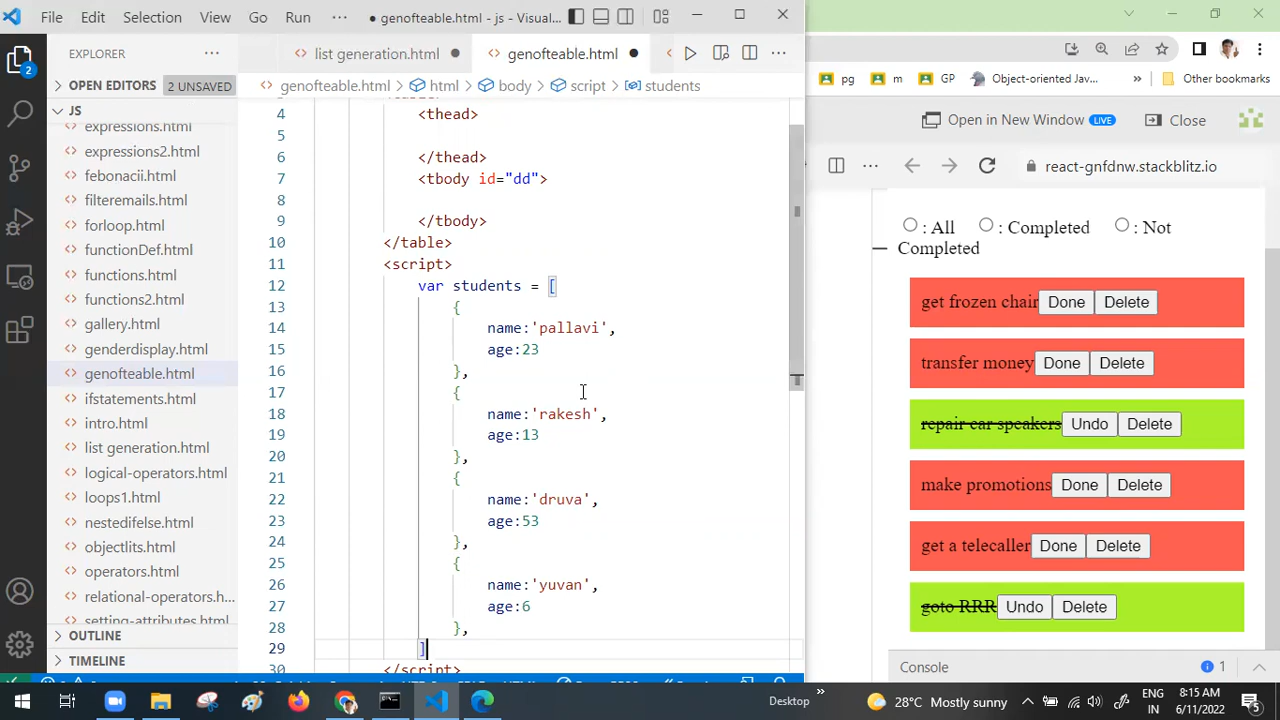 File Edit Selection View Go Run ··· ● genofteable.html - js - Visual...
EXPLORER ···
list generation.html ●
genofteable.html ●
OPEN EDITORS 2 UNSAVED
genofteable.html > html > body > script > students
JS
expressions.html
expressions2.html
febonacii.html
filteremails.html
forloop.html
functionDef.html
functions.html
functions2.html
gallery.html
genderdisplay.html
genofteable.html
ifstatements.html
intro.html
list generation.html
logical-operators.html
loops1.html
nestedifelse.html
objectlits.html
operators.html
relational-operators.h...
setting-attributes.html
OUTLINE
TIMELINE
2
4 <thead>
5
6 </thead>
7 <tbody id="dd">
8
9 </tbody>
10 </table>
11 <script>
12 var students = [
13 {
14 name:'pallavi',
15 age:23
16 },
17 {
18 name:'rakesh',
19 age:13
20 },
21 {
22 name:'druva',
23 age:53
24 },
25 {
26 name:'yuvan',
27 age:6
28 },
29 ]
30 </script>
pg m GP Object-oriented Jav... » Other bookmarks
Open in New Window LIVE Close
··· react-gnfdnw.stackblitz.io
: All : Completed : Not
Completed
get frozen chair Done Delete
transfer money Done Delete
repair car speakers Undo Delete
make promotions Done Delete
get a telecaller Done Delete
goto RRR Undo Delete
Console 1
Desktop » 28°C Mostly sunny
ENG
IN
8:15 AM
6/11/2022
5